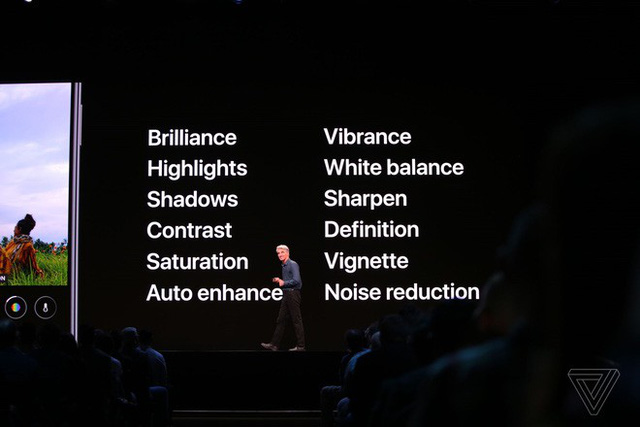 Brilliance
Highlights
Shadows
Contrast
Saturation
Auto enhance
Vibrance
White balance
Sharpen
Definition
Vignette
Noise reduction